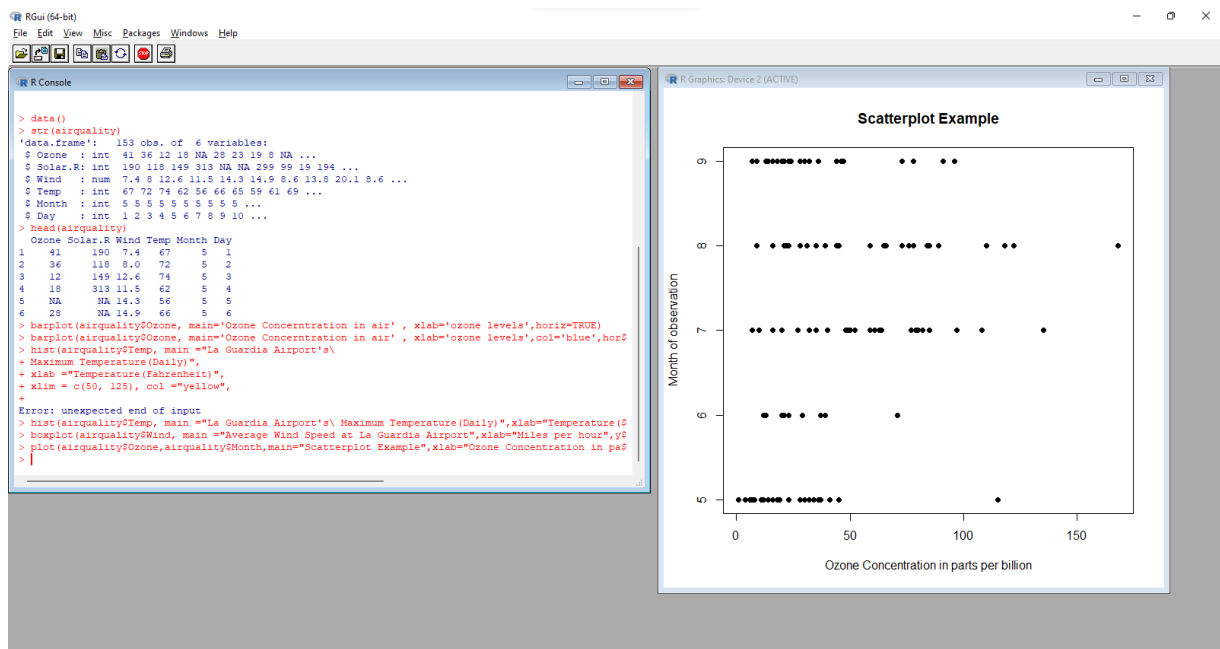 RGui (64-bit)
File Edit View Misc Packages Windows Help
STOP
R Console
> data()
> str(airquality)
'data.frame':   153 obs. of  6 variables:
 $ Ozone  : int  41 36 12 18 NA 28 23 19 8 NA ...
 $ Solar.R: int  190 118 149 313 NA NA 299 99 19 194 ...
 $ Wind   : num  7.4 8 12.6 11.5 14.3 14.9 8.6 13.8 20.1 8.6 ...
 $ Temp   : int  67 72 74 62 56 66 65 59 61 69 ...
 $ Month  : int  5 5 5 5 5 5 5 5 5 5 ...
 $ Day    : int  1 2 3 4 5 6 7 8 9 10 ...
> head(airquality)
  Ozone Solar.R Wind Temp Month Day
1    41     190  7.4   67     5   1
2    36     118  8.0   72     5   2
3    12     149 12.6   74     5   3
4    18     313 11.5   62     5   4
5    NA      NA 14.3   56     5   5
6    28      NA 14.9   66     5   6
> barplot(airquality$Ozone, main='Ozone Concerntration in air' , xlab='ozone levels',horiz=TRUE)
> barplot(airquality$Ozone, main='Ozone Concerntration in air' , xlab='ozone levels',col='blue',hor$
> hist(airquality$Temp, main ="La Guardia Airport's\
+ Maximum Temperature(Daily)",
+ xlab ="Temperature(Fahrenheit)",
+ xlim = c(50, 125), col ="yellow",
+
Error: unexpected end of input
> hist(airquality$Temp, main ="La Guardia Airport's\ Maximum Temperature(Daily)",xlab="Temperature($
> boxplot(airquality$Wind, main ="Average Wind Speed at La Guardia Airport",xlab="Miles per hour",y$
> plot(airquality$Ozone,airquality$Month,main="Scatterplot Example",xlab="Ozone Concentration in pa$
>
R Graphics: Device 2 (ACTIVE)
Scatterplot Example
Month of observation
9
8
7
6
5
0 50 100 150
Ozone Concentration in parts per billion